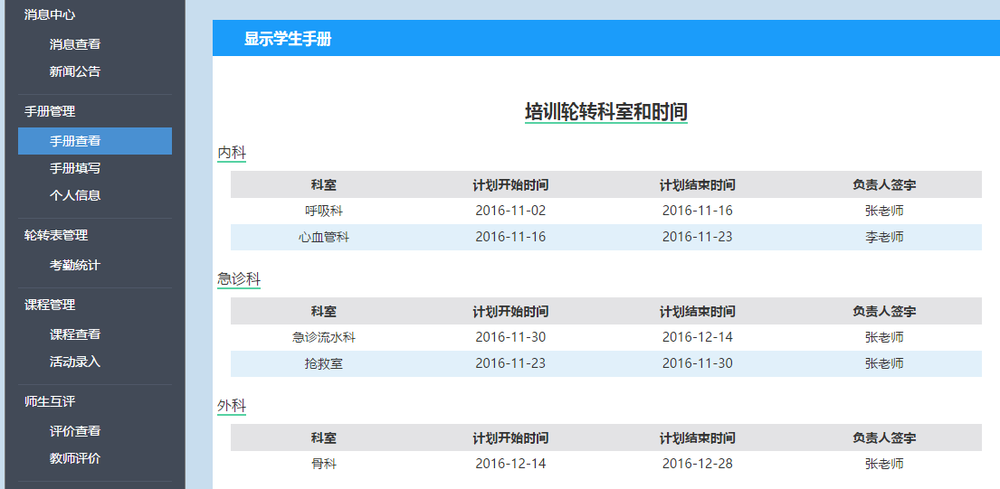 消息中心
消息查看
新闻公告
手册管理
手册查看
手册填写
个人信息
轮转表管理
考勤统计
课程管理
课程查看
活动录入
师生互评
评价查看
教师评价
显示学生手册
培训轮转科室和时间
内科
科室 计划开始时间 计划结束时间 负责人签字
呼吸科 2016-11-02 2016-11-16 张老师
心血管科 2016-11-16 2016-11-23 李老师
急诊科
科室 计划开始时间 计划结束时间 负责人签字
急诊流水科 2016-11-30 2016-12-14 张老师
抢救室 2016-11-23 2016-11-30 张老师
外科
科室 计划开始时间 计划结束时间 负责人签字
骨科 2016-12-14 2016-12-28 张老师